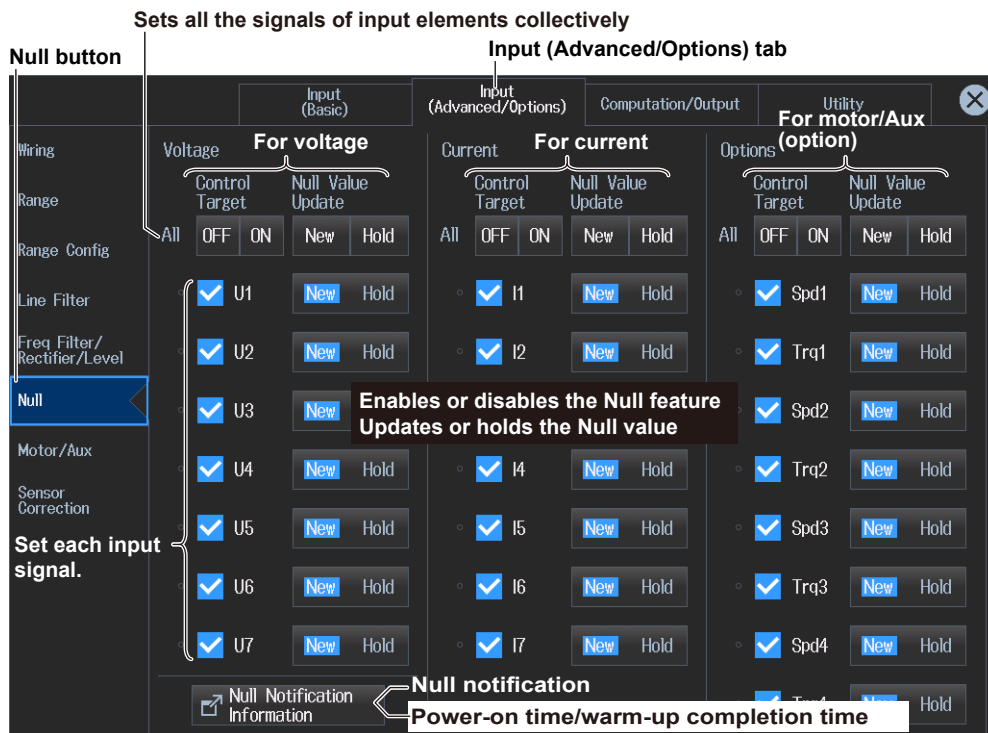 Sets all the signals of input elements collectively
Null button
Input (Advanced/Options) tab
Input
(Basic)
Input
(Advanced/Options)
Computation/Output
Utility
Wiring
Range
Range Config
Line Filter
Freq Filter/
Rectifier/Level
Null
Motor/Aux
Sensor
Correction
Set each input
signal.
Voltage
For voltage
Control
Target
Null Value
Update
All OFF ON New Hold
U1 New Hold
U2 New Hold
U3 New
U4 New Hold
U5 New Hold
U6 New Hold
U7 New Hold
Current
For current
Control
Target
Null Value
Update
All OFF ON New Hold
I1 New Hold
I2 New Hold
Enables or disables the Null feature
Updates or holds the Null value
I4 New Hold
I5 New Hold
I6 New Hold
I7 New Hold
Options
For motor/Aux
(option)
Control
Target
Null Value
Update
All OFF ON New Hold
Spd1 New Hold
Trq1 New Hold
Spd2 New Hold
Trq2 New Hold
Spd3 New Hold
Trq3 New Hold
Spd4 New Hold
Hold
Null Notification
Information
Null notification
Power-on time/warm-up completion time